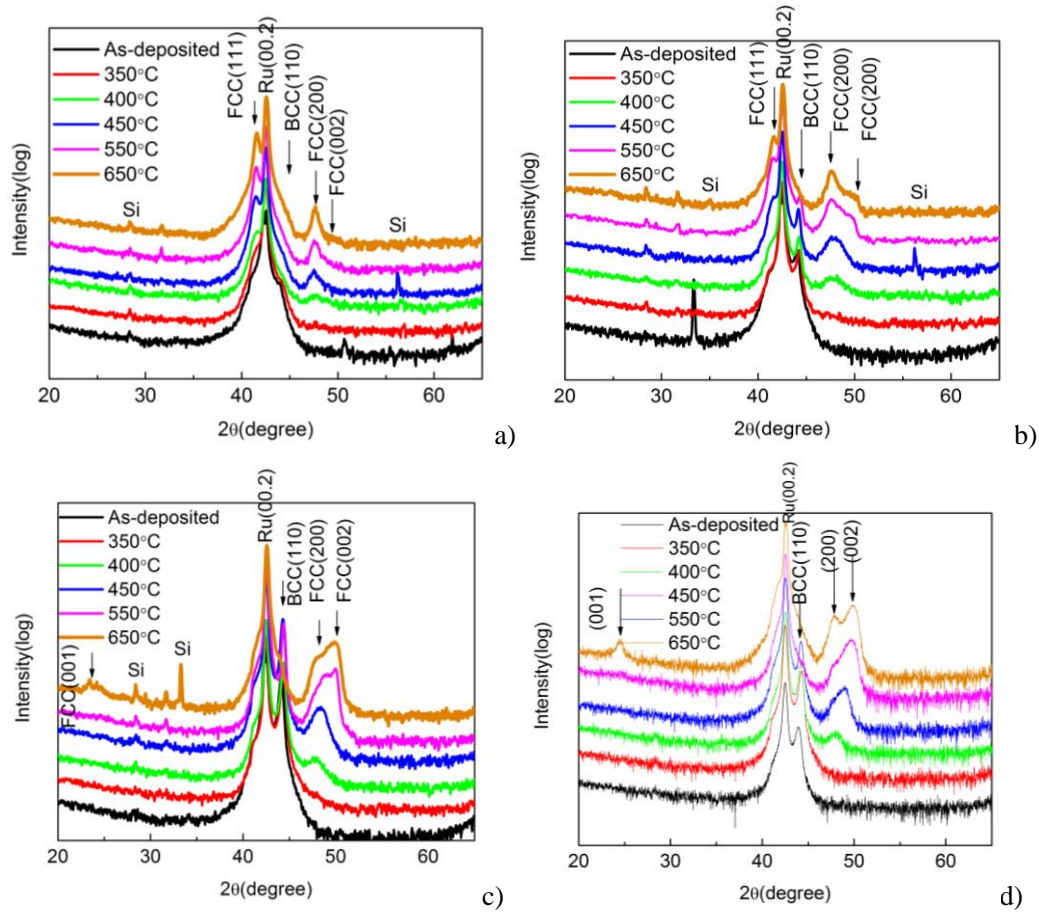 As-deposited
350°C
400°C
450°C
550°C
650°C
FCC(111)
Ru(00.2)
BCC(110)
FCC(200)
FCC(002)
Si
Si
Intensity(log)
20 30 40 50 60
2θ(degree)
a)
As-deposited
350°C
400°C
450°C
550°C
650°C
FCC(111)
Ru(00.2)
BCC(110)
FCC(200)
FCC(200)
Si
Si
Intensity(log)
20 30 40 50 60
2θ(degree)
b)
As-deposited
350°C
400°C
450°C
550°C
650°C
Ru(00.2)
BCC(110)
FCC(200)
FCC(002)
FCC(001)
Si
Si
Intensity(log)
20 30 40 50 60
2θ(degree)
c)
As-deposited
350°C
400°C
450°C
550°C
650°C
Ru(00.2)
BCC(110)
(200)
(002)
(001)
Intensity(log)
20 30 40 50 60
2θ(degree)
d)